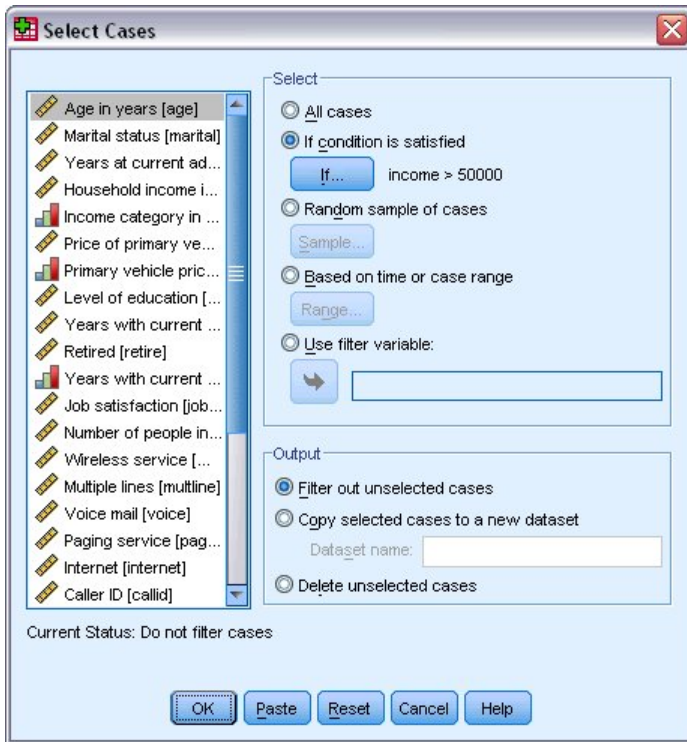 Select Cases
Age in years [age]
Marital status [marital]
Years at current ad...
Household income i...
Income category in ...
Price of primary ve...
Primary vehicle pric...
Level of education [...
Years with current ...
Retired [retire]
Years with current ...
Job satisfaction [job...
Number of people in...
Wireless service [...
Multiple lines [multline]
Voice mail [voice]
Paging service [pag...
Internet [internet]
Caller ID [callid]
Current Status: Do not filter cases
Select
All cases
If condition is satisfied
If... income > 50000
Random sample of cases
Sample...
Based on time or case range
Range...
Use filter variable:
Output
Filter out unselected cases
Copy selected cases to a new dataset
Dataset name:
Delete unselected cases
OK Paste Reset Cancel Help